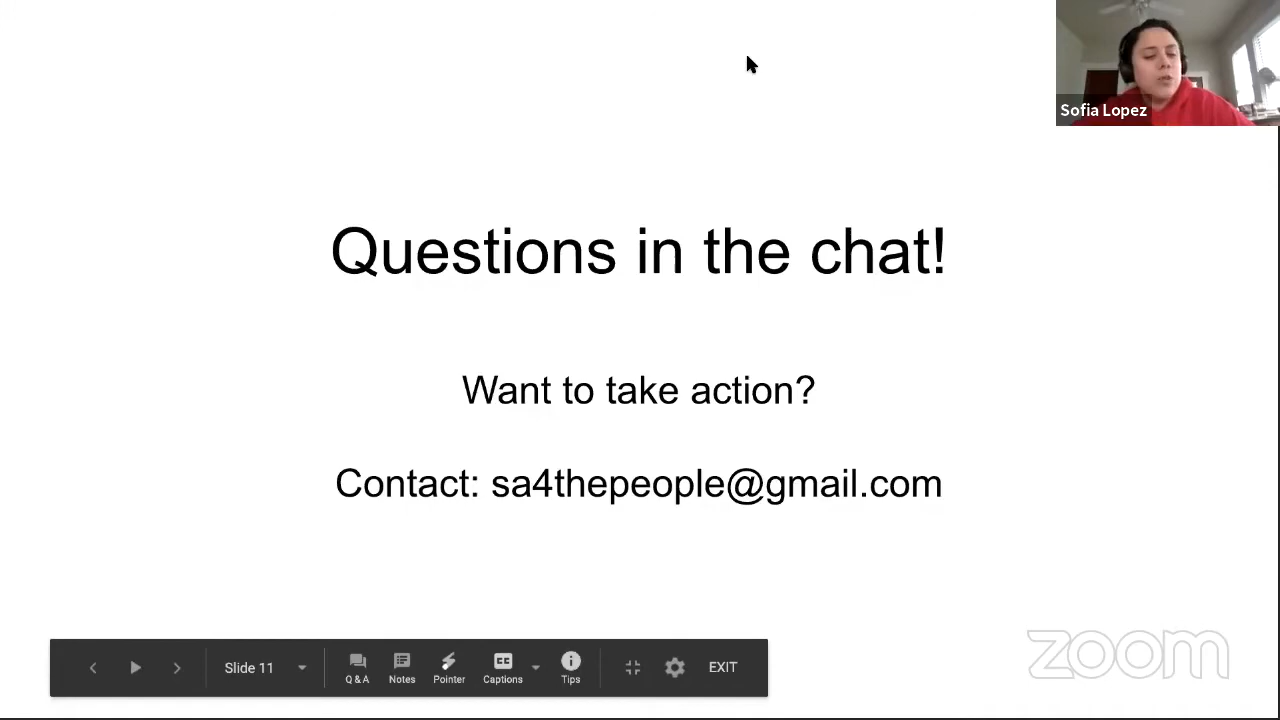 Sofia Lopez
Questions in the chat!
Want to take action?
Contact: sa4thepeople@gmail.com
Slide 11
Q & A
Notes
Pointer
Captions
Tips
EXIT
zoom